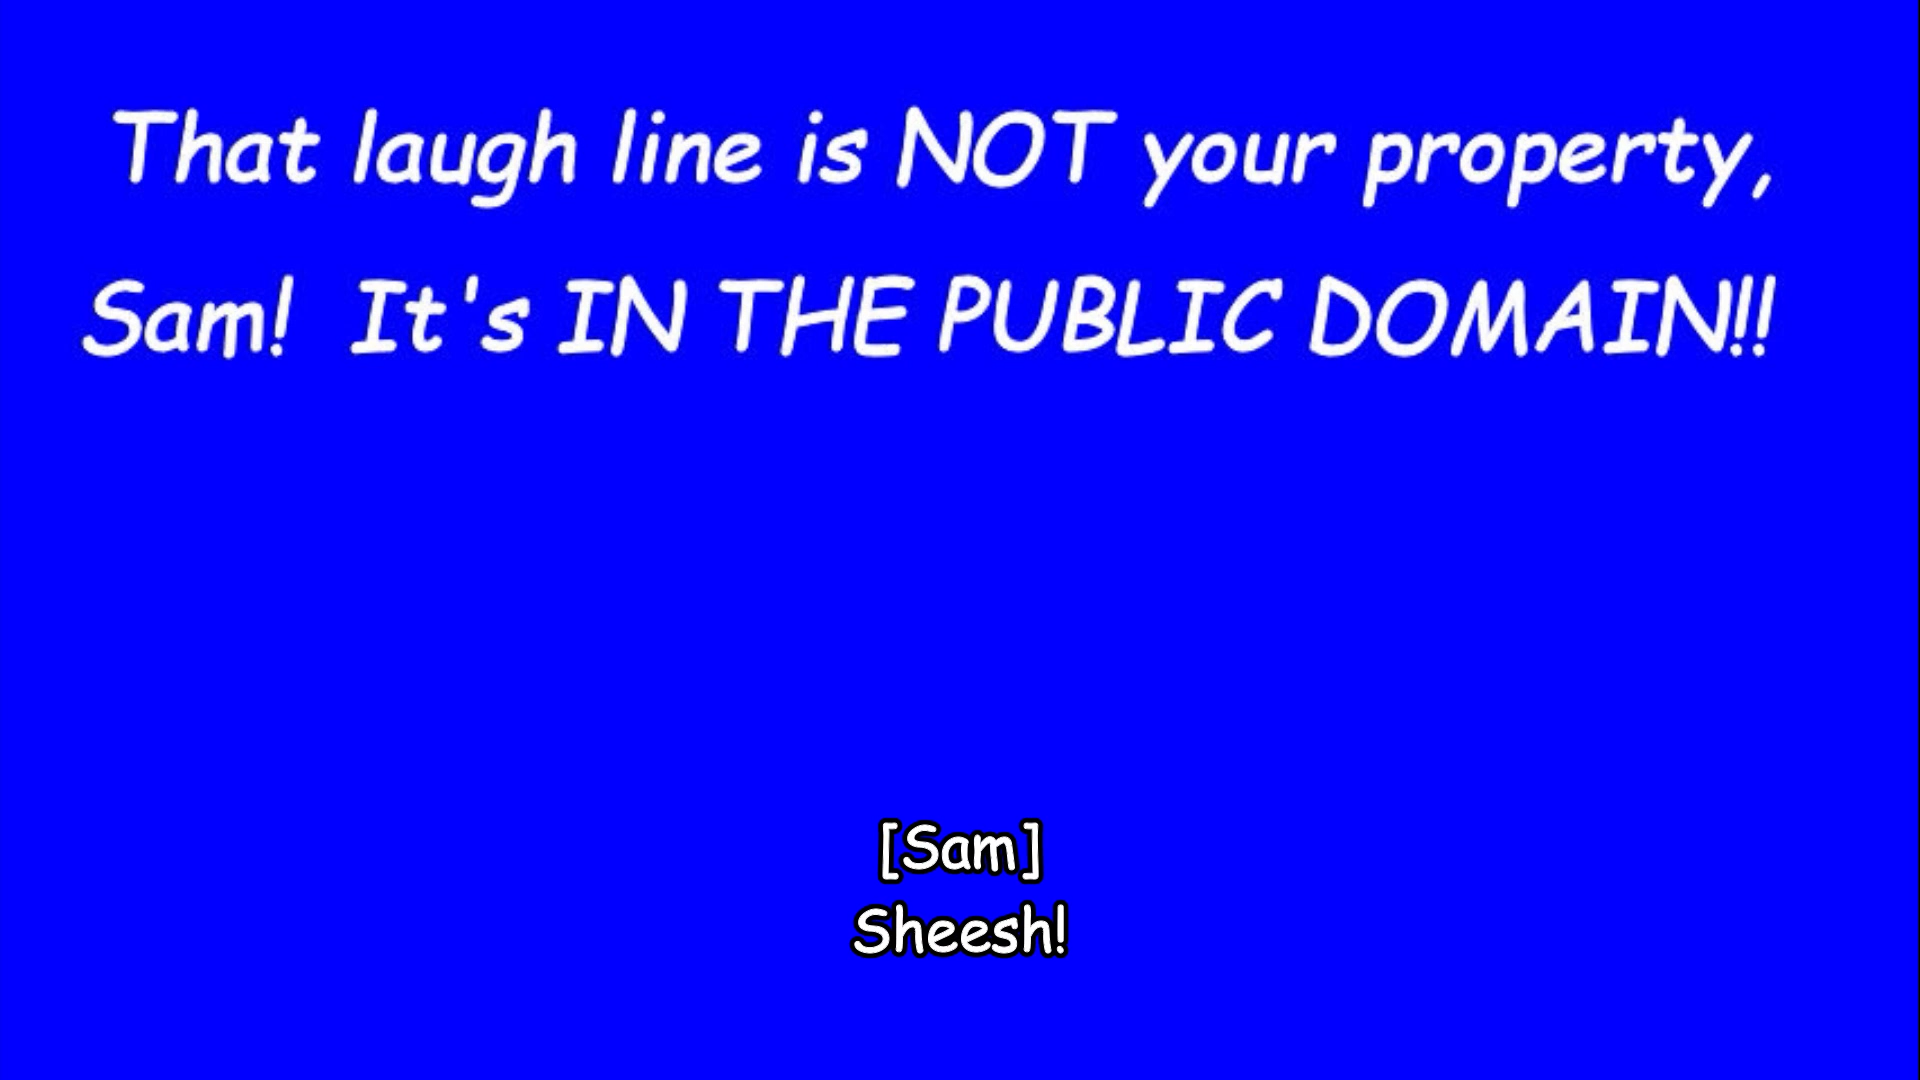 That laugh line is NOT your property,
Sam!  It's IN THE PUBLIC DOMAIN!!
[Sam]
Sheesh!